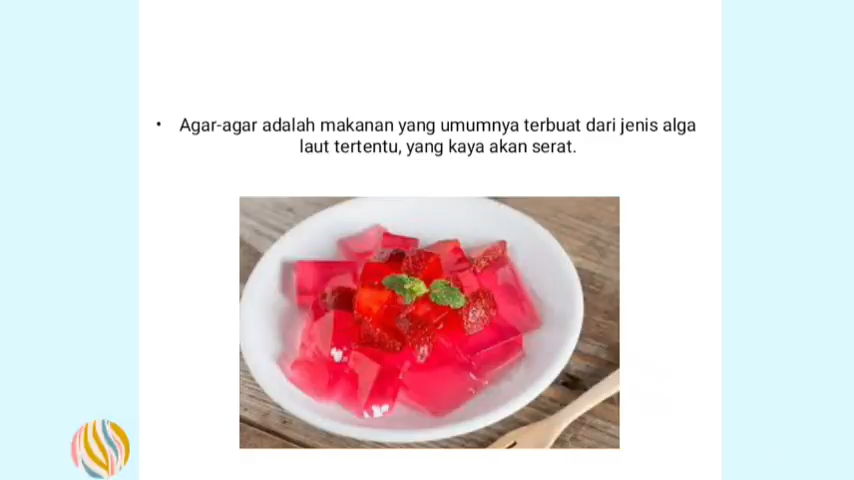 • Agar-agar adalah makanan yang umumnya terbuat dari jenis alga
laut tertentu, yang kaya akan serat.